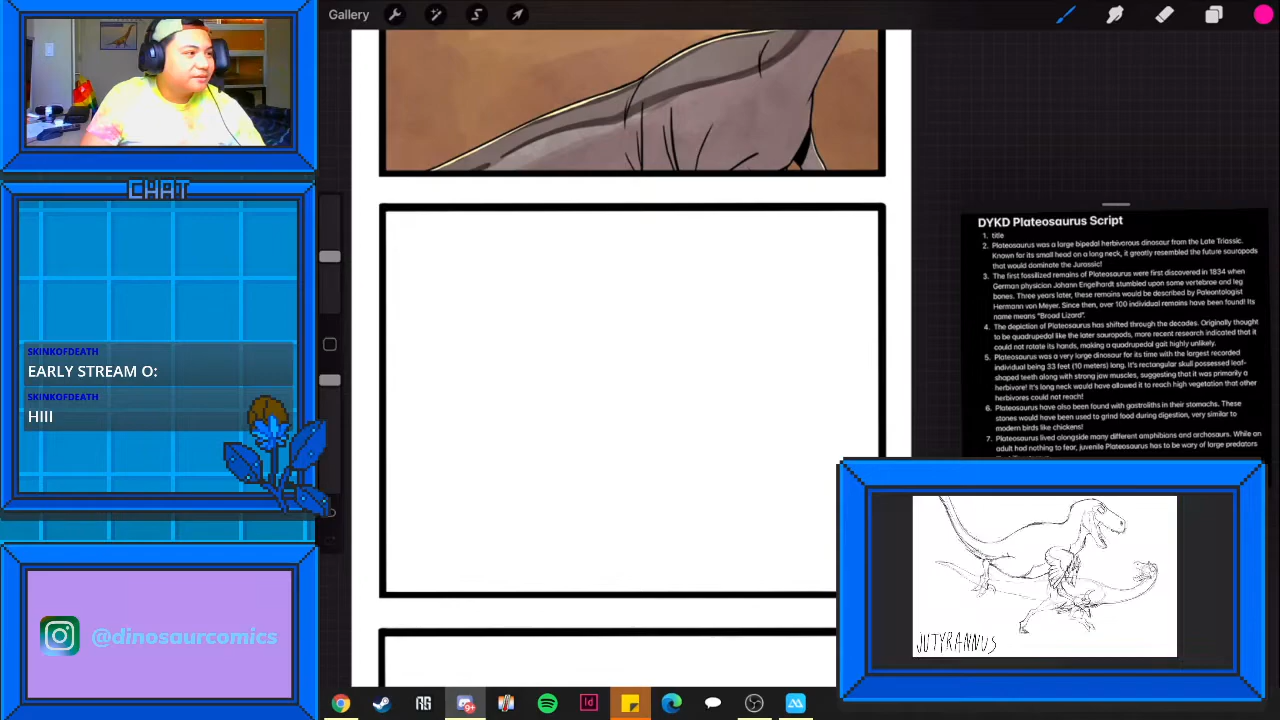 Gallery
CHAT
SKINKOFDEATH
EARLY STREAM O:
SKINKOFDEATH
HIII
@dinosaurcomics
DYKD Plateosaurus Script
1. title
2. Plateosaurus was a large bipedal herbivorous dinosaur from the Late Triassic.
Known for its small head on a long neck, it greatly resembled the future sauropods
that would dominate the Jurassic!
3. The first fossilized remains of Plateosaurus were first discovered in 1834 when
German physician Johann Engelhardt stumbled upon some vertebrae and leg
bones. Three years later, these remains would be described by Paleontologist
Hermann von Meyer. Since then, over 100 individual remains have been found! Its
name means "Broad Lizard".
4. The depiction of Plateosaurus has shifted through the decades. Originally thought
to be quadrupedal like the later sauropods, more recent research indicated that it
could not rotate its hands, making a quadrupedal gait highly unlikely.
5. Plateosaurus was a very large dinosaur for its time with the largest recorded
individual being 33 feet (10 meters) long. It's rectangular skull possessed leaf-
shaped teeth along with strong jaw muscles, suggesting that it was primarily a
herbivore! It's long neck would have allowed it to reach high vegetation that other
herbivores could not reach!
6. Plateosaurus have also been found with gastroliths in their stomachs. These
stones would have been used to grind food during digestion, very similar to
modern birds like chickens!
7. Plateosaurus lived alongside many different amphibians and archosaurs. While an
adult had nothing to fear, juvenile Plateosaurus has to be wary of large predators
JUTYRANNUS
9+
Id